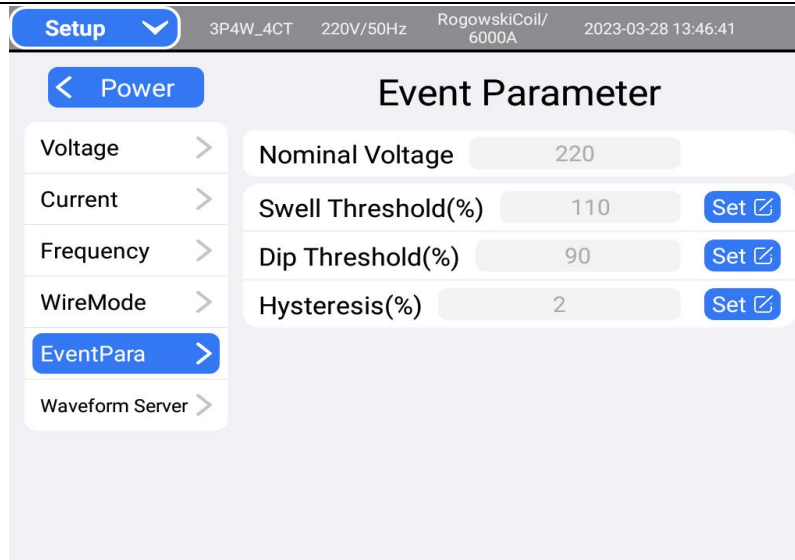 Setup 3P4W_4CT 220V/50Hz RogowskiCoil/ 2023-03-28 13:46:41
6000A
Power
Event Parameter
Voltage
Current
Frequency
WireMode
EventPara
Waveform Server
Nominal Voltage 220
Swell Threshold(%) 110 Set
Dip Threshold(%) 90 Set
Hysteresis(%) 2 Set